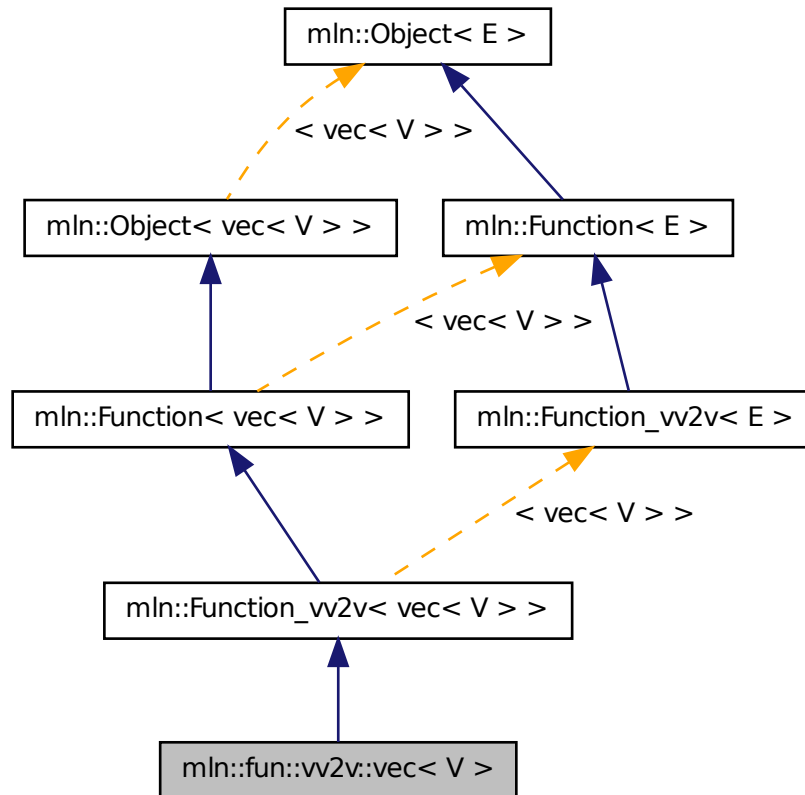 mln::Object< E >
< vec< V > >
mln::Object< vec< V > >
mln::Function< E >
< vec< V > >
mln::Function< vec< V > >
mln::Function_vv2v< E >
< vec< V > >
mln::Function_vv2v< vec< V > >
mln::fun::vv2v::vec< V >